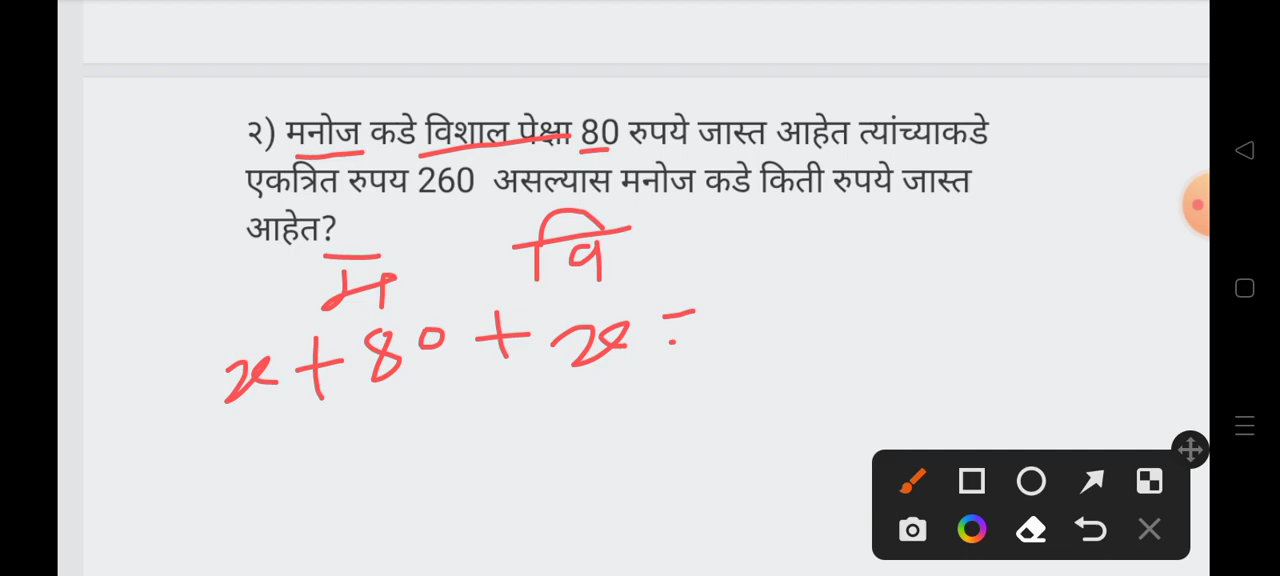 २) मनोज कडे विशाल पेक्षा 80 रुपये जास्त आहेत त्यांच्याकडे
एकत्रित रुपय 260 असल्यास मनोज कडे किती रुपये जास्त
आहेत?
म वि
x + 80 + x =